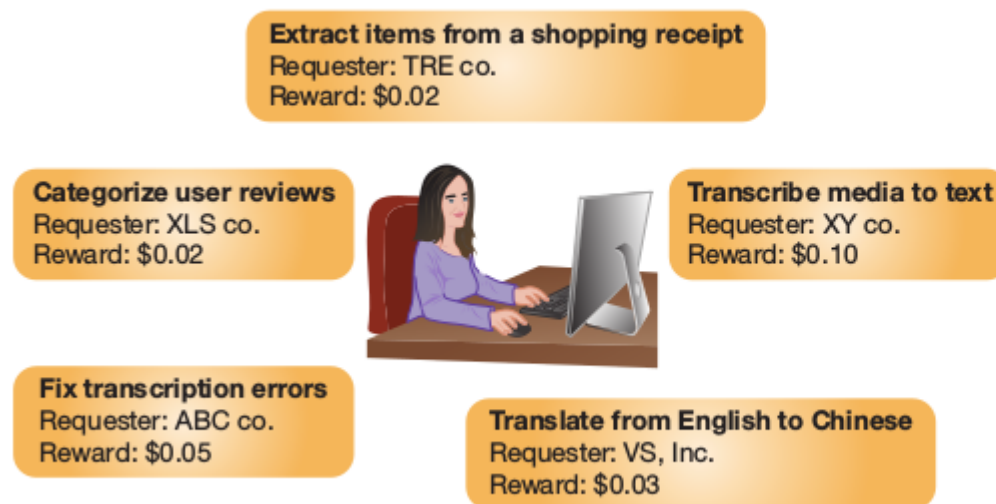 Extract items from a shopping receipt
Requester: TRE co.
Reward: $0.02
Categorize user reviews
Requester: XLS co.
Reward: $0.02
Transcribe media to text
Requester: XY co.
Reward: $0.10
Fix transcription errors
Requester: ABC co.
Reward: $0.05
Translate from English to Chinese
Requester: VS, Inc.
Reward: $0.03